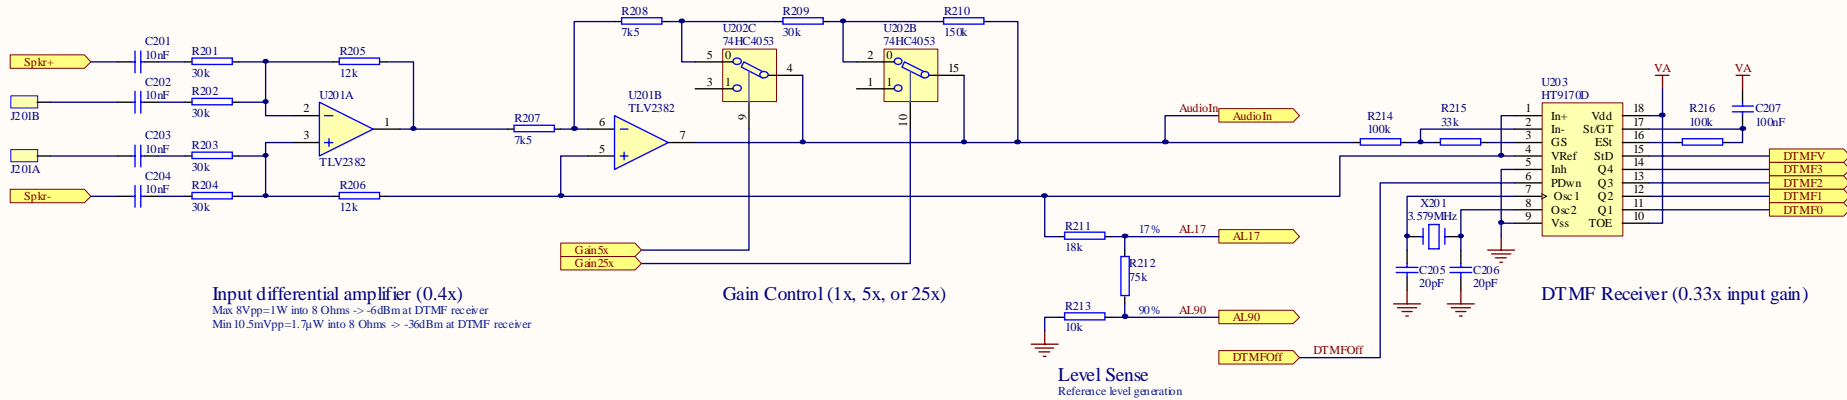 Spkr+
C201
10nF
R201
30k
R205
12k
J201B
C202
10nF
R202
30k
U201A
2
3
1
TLV2382
J201A
C203
10nF
R203
30k
Spkr-
C204
10nF
R204
30k
R206
12k
R207
7k5
R208
7k5
U202C
74HC4053
5
0
3
1
4
9
R209
30k
U202B
74HC4053
2
0
1
1
15
10
R210
150k
U201B
TLV2382
6
5
7
Gain5x
Gain25x
AudioIn
AudioIn
R211
18k
17%
AL17
AL17
R212
75k
R213
10k
90%
AL90
AL90
DTMFOff
DTMFOff
R214
100k
R215
33k
U203
HT9170D
1 In+ Vdd 18
2 In- St/GT 17
3 GS ESt 16
4 VRef StD 15
5 Inh Q4 14
6 PDwn Q3 13
7 Osc1 Q2 12
8 Osc2 Q1 11
9 Vss TOE 10
X201
3.579MHz
C205
20pF
C206
20pF
VA
VA
R216
100k
C207
100nF
DTMFV
DTMF3
DTMF2
DTMF1
DTMF0
Input differential amplifier (0.4x)
Max 8Vpp=1W into 8 Ohms -> -6dBm at DTMF receiver
Min 10.5mVpp=1.7µW into 8 Ohms -> -36dBm at DTMF receiver
Gain Control (1x, 5x, or 25x)
DTMF Receiver (0.33x input gain)
Level Sense
Reference level generation